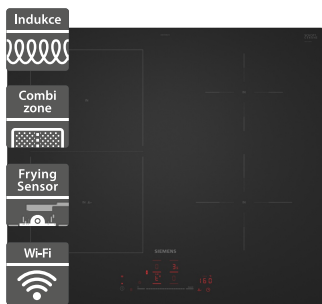 Indukce
Combi
zone
Frying
Sensor
Wi-Fi
SIEMENS